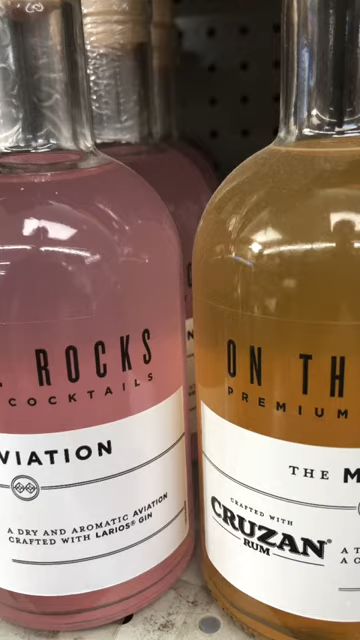 . ROCKS
COCKTAILS
VIATION
A DRY AND AROMATIC AVIATION
CRAFTED WITH LARIOS® GIN
ON TH
PREMIUM
THE M
CRAFTED WITH
CRUZAN®
RUM
A T
A C